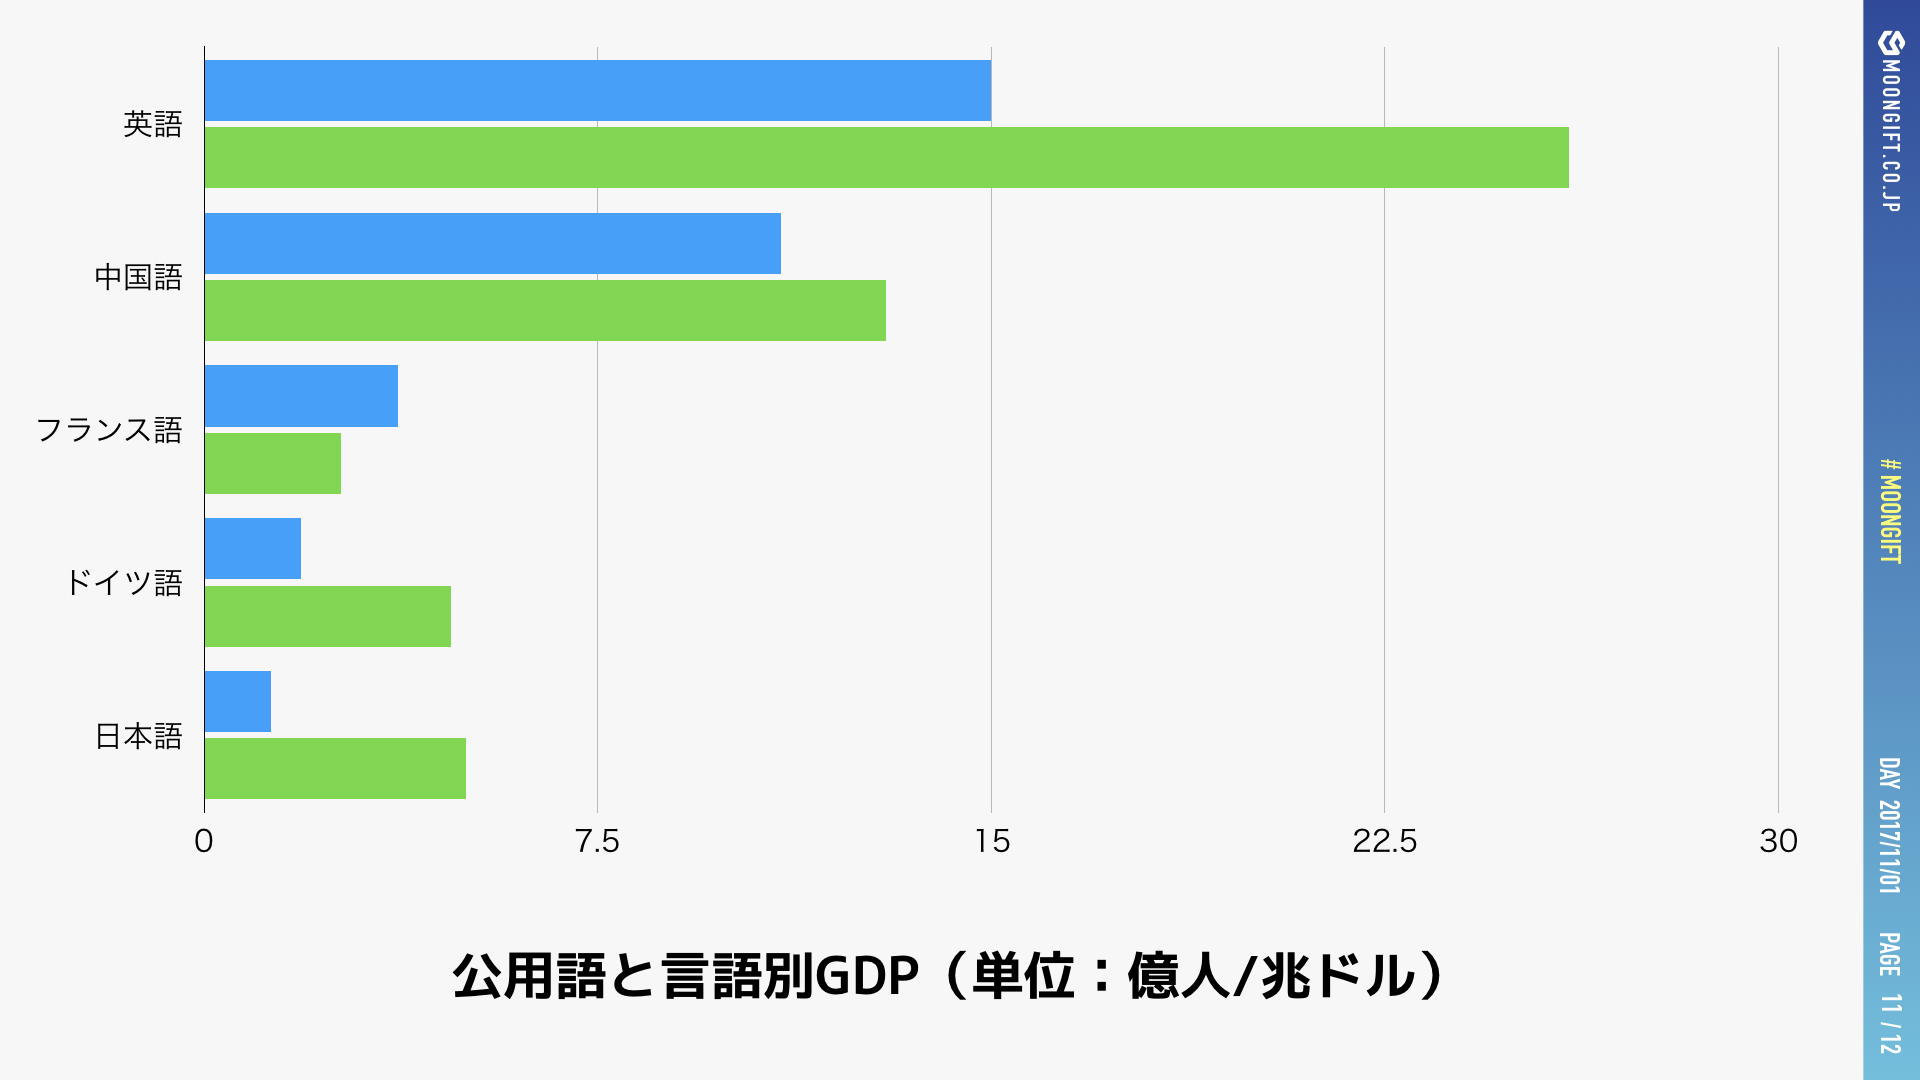 英語
中国語
フランス語
ドイツ語
日本語
0 7.5 15 22.5 30
公用語と言語別GDP（単位：億人/兆ドル）
MOONGIFT.CO.JP
#MOONGIFT
DAY 2017/11/01
PAGE 11 / 12